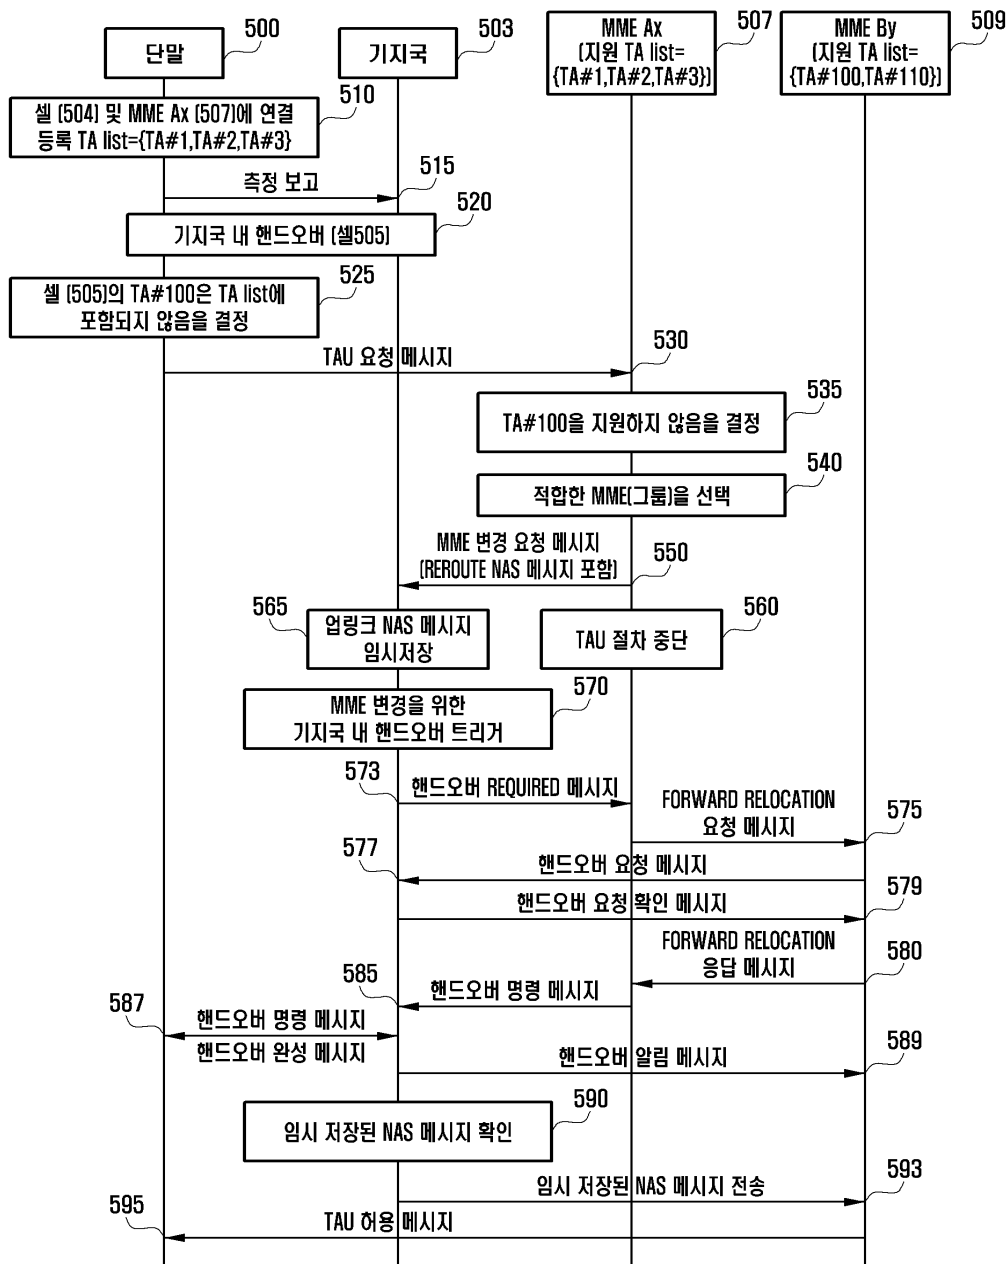 단말
500
기지국
503
MME Ax
(지원 TA list=
{TA#1,TA#2,TA#3})
507
MME By
(지원 TA list=
{TA#100,TA#110})
509
셀 (504) 및 MME Ax (507)에 연결
등록 TA list={TA#1,TA#2,TA#3}
510
측정 보고
515
기지국 내 핸드오버 (셀505)
520
셀 (505)의 TA#100은 TA list에
포함되지 않음을 결정
525
TAU 요청 메시지
530
TA#100을 지원하지 않음을 결정
535
적합한 MME(그룹)을 선택
540
MME 변경 요청 메시지
(REROUTE NAS 메시지 포함)
550
565
업링크 NAS 메시지
임시저장
TAU 절차 중단
560
MME 변경을 위한
기지국 내 핸드오버 트리거
570
573
핸드오버 REQUIRED 메시지
FORWARD RELOCATION
요청 메시지
575
577
핸드오버 요청 메시지
핸드오버 요청 확인 메시지
579
FORWARD RELOCATION
응답 메시지
580
585
핸드오버 명령 메시지
587
핸드오버 명령 메시지
핸드오버 완성 메시지
핸드오버 알림 메시지
589
임시 저장된 NAS 메시지 확인
590
임시 저장된 NAS 메시지 전송
593
595
TAU 허용 메시지